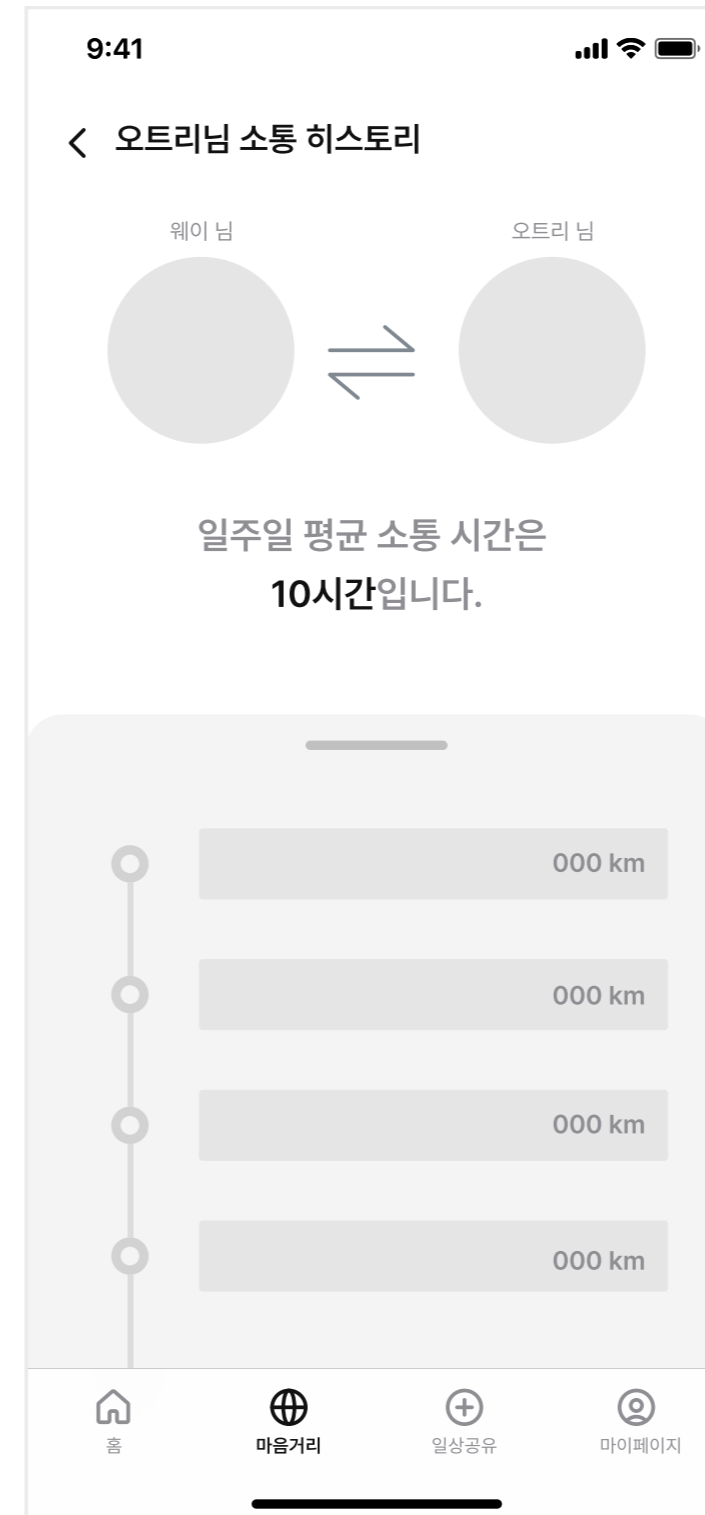 9:41
오트리님 소통 히스토리
웨이 님
오트리 님
일주일 평균 소통 시간은
10시간입니다.
000 km
000 km
000 km
000 km
홈
마음거리
일상공유
마이페이지